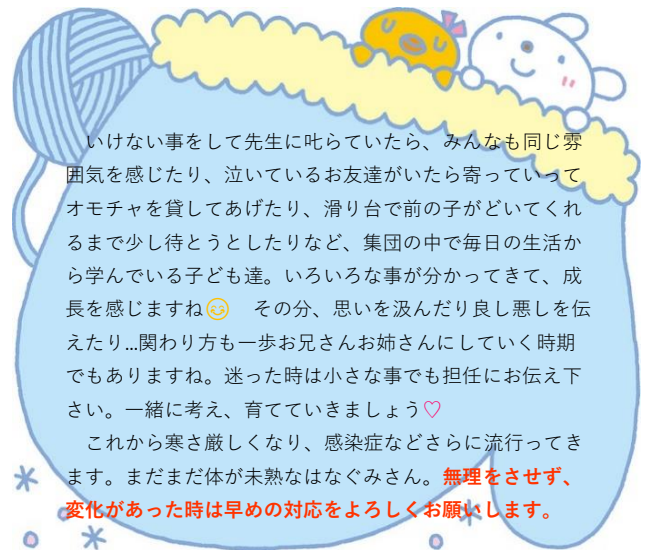 いけない事をして先生に叱らていたら、みんなも同じ雰
囲気を感じたり、泣いているお友達がいたら寄っていって
オモチャを貸してあげたり、滑り台で前の子がどいてくれ
るまで少し待とうとしたりなど、集団の中で毎日の生活か
ら学んでいる子ども達。いろいろな事が分かってきて、成
長を感じますね😊　その分、思いを汲んだり良し悪しを伝
えたり…関わり方も一歩お兄さんお姉さんにしていく時期
でもありますね。迷った時は小さな事でも担任にお伝え下
さい。一緒に考え、育てていきましょう♡
これから寒さ厳しくなり、感染症などさらに流行ってき
ます。まだまだ体が未熟なはなぐみさん。無理をさせず、
変化があった時は早めの対応をよろしくお願いします。